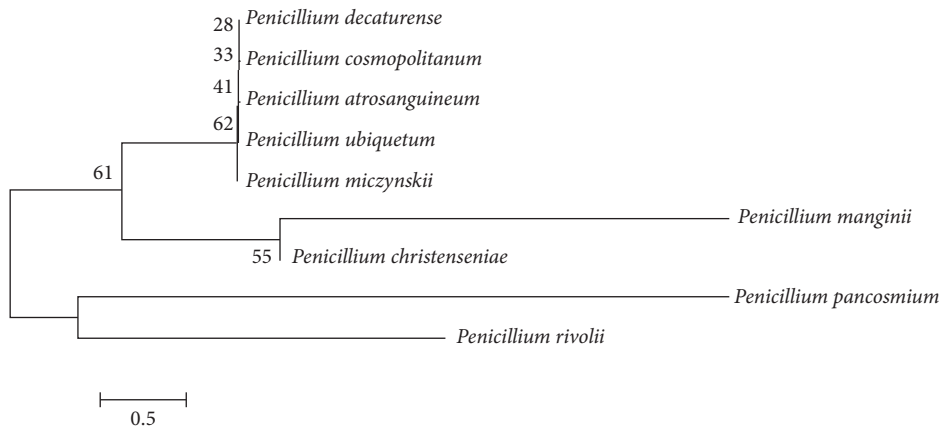 28
Penicillium decaturense
33
Penicillium cosmopolitanum
41
Penicillium atrosanguineum
62
Penicillium ubiquetum
Penicillium miczynskii
61
Penicillium manginii
55
Penicillium christenseniae
Penicillium pancosmium
Penicillium rivolii
0.5